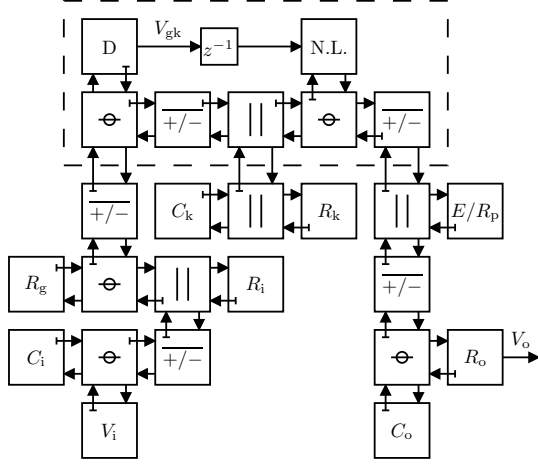 D V_gk z^{-1} N.L.
+/− || +/−
+/− C_k || R_k || E/R_p
R_g || R_i +/−
C_i +/− R_o V_o
V_i C_o